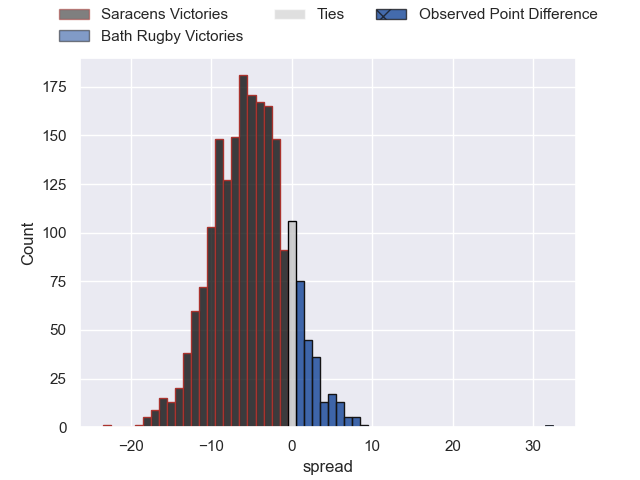 Saracens Victories
Bath Rugby Victories
Ties
Observed Point Difference
Count
175
150
125
100
75
50
25
0
−20
−10
0
10
20
30
spread